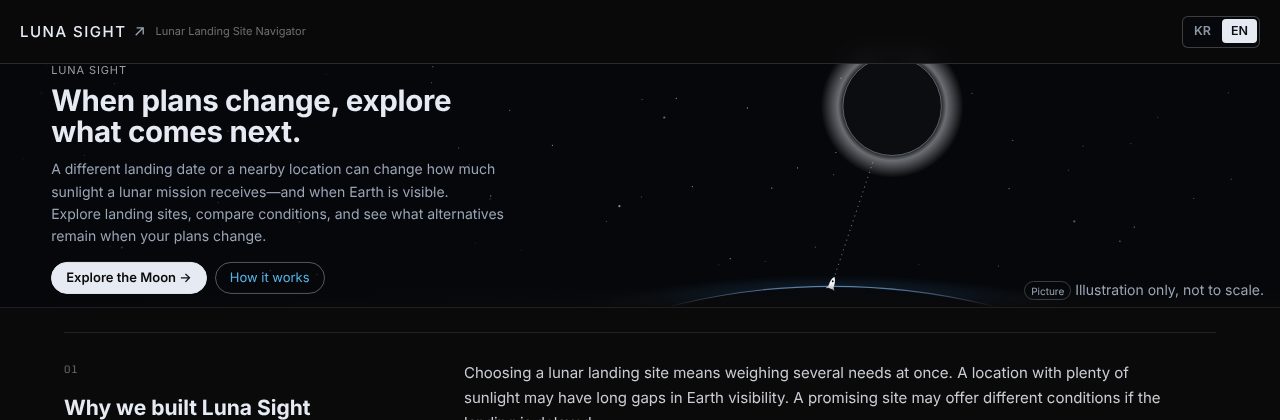 LUNA SIGHT ↗ Lunar Landing Site Navigator
KR EN
LUNA SIGHT
When plans change, explore
what comes next.
A different landing date or a nearby location can change how much
sunlight a lunar mission receives—and when Earth is visible.
Explore landing sites, compare conditions, and see what alternatives
remain when your plans change.
Explore the Moon → How it works
Picture Illustration only, not to scale.
01
Why we built Luna Sight
Choosing a lunar landing site means weighing several needs at once. A location with plenty of
sunlight may have long gaps in Earth visibility. A promising site may offer different conditions if the
landing is delayed.